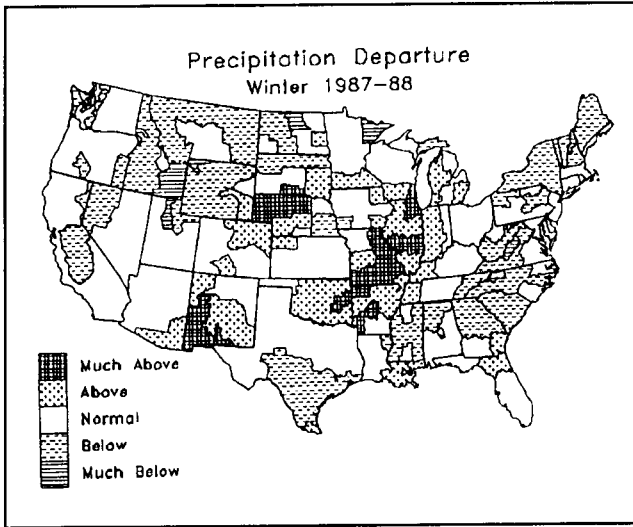 Precipitation Departure
Winter 1987-88
Much Above
Above
Normal
Below
Much Below